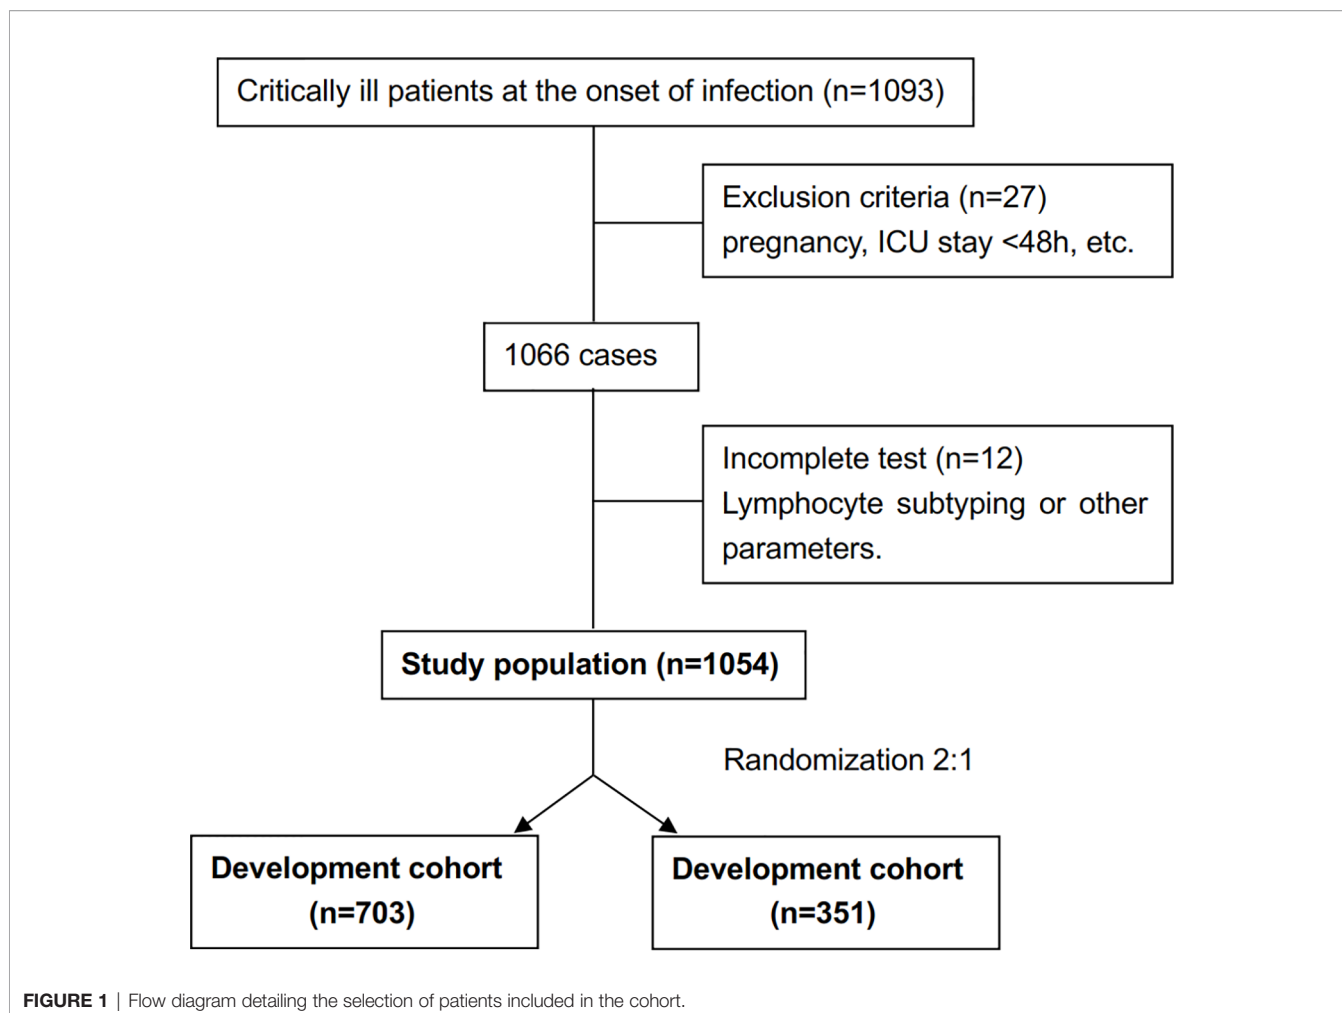 Critically ill patients at the onset of infection (n=1093)
Exclusion criteria (n=27)
pregnancy, ICU stay <48h, etc.
1066 cases
Incomplete test (n=12)
Lymphocyte subtyping or other
parameters.
Study population (n=1054)
Randomization 2:1
Development cohort
(n=703)
Development cohort
(n=351)
FIGURE 1 | Flow diagram detailing the selection of patients included in the cohort.